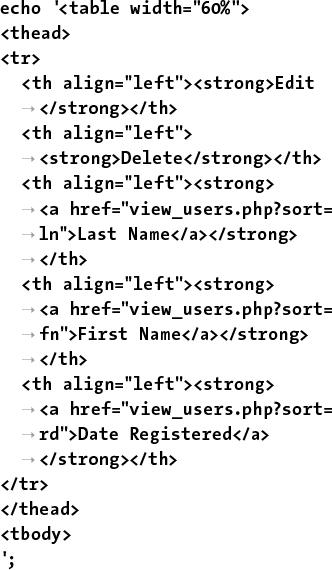 echo '<table width="60%">
<thead>
<tr>
<th align="left"><strong>Edit
→ </strong></th>
<th align="left">
→ <strong>Delete</strong></th>
<th align="left"><strong>
→ <a href="view_users.php?sort=
→ ln">Last Name</a></strong>
→ </th>
<th align="left"><strong>
→ <a href="view_users.php?sort=
→ fn">First Name</a></strong>
→ </th>
<th align="left"><strong>
→ <a href="view_users.php?sort=
→ rd">Date Registered</a>
→ </strong></th>
</tr>
</thead>
<tbody>
';